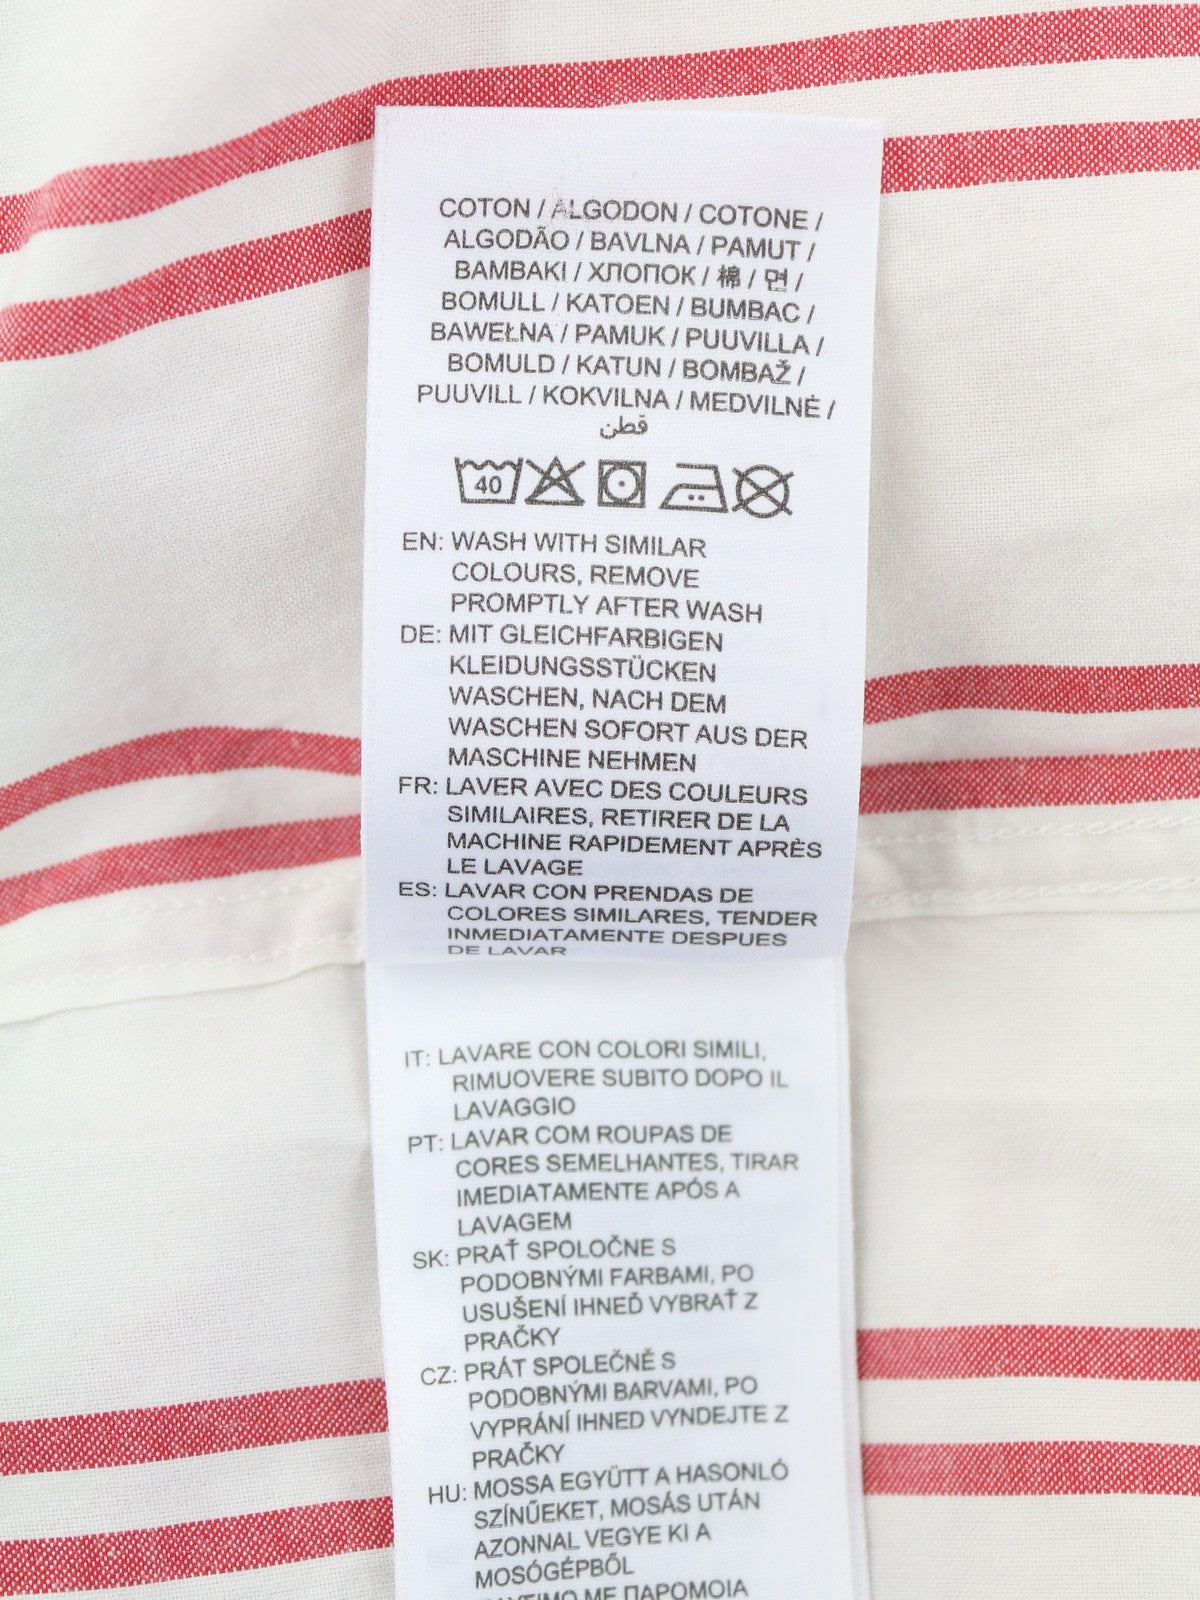 COTON / ALGODON / COTONE /
ALGODÃO / BAVLNA / PAMUT /
BAMBAKI / ХЛОПОК / 棉 / 면 /
BOMULL / KATOEN / BUMBAC /
BAWEŁNA / PAMUK / PUUVILLA /
BOMULD / KATUN / BOMBAŽ /
PUUVILL / KOKVILNA / MEDVILNĖ /
قطن
40
EN: WASH WITH SIMILAR
COLOURS, REMOVE
PROMPTLY AFTER WASH
DE: MIT GLEICHFARBIGEN
KLEIDUNGSSTÜCKEN
WASCHEN, NACH DEM
WASCHEN SOFORT AUS DER
MASCHINE NEHMEN
FR: LAVER AVEC DES COULEURS
SIMILAIRES, RETIRER DE LA
MACHINE RAPIDEMENT APRÈS
LE LAVAGE
ES: LAVAR CON PRENDAS DE
COLORES SIMILARES, TENDER
INMEDIATAMENTE DESPUES
DE LAVAR
IT: LAVARE CON COLORI SIMILI,
RIMUOVERE SUBITO DOPO IL
LAVAGGIO
PT: LAVAR COM ROUPAS DE
CORES SEMELHANTES, TIRAR
IMEDIATAMENTE APÓS A
LAVAGEM
SK: PRAŤ SPOLOČNE S
PODOBNÝMI FARBAMI, PO
USUŠENÍ IHNEĎ VYBRAŤ Z
PRAČKY
CZ: PRÁT SPOLEČNĚ S
PODOBNÝMI BARVAMI, PO
VYPRÁNÍ IHNED VYNDEJTE Z
PRAČKY
HU: MOSSA EGYÜTT A HASONLÓ
SZÍNŰEKET, MOSÁS UTÁN
AZONNAL VEGYE KI A
MOSÓGÉPBŐL
ΜΕ ΠΑΡΟΜΟΙΑ